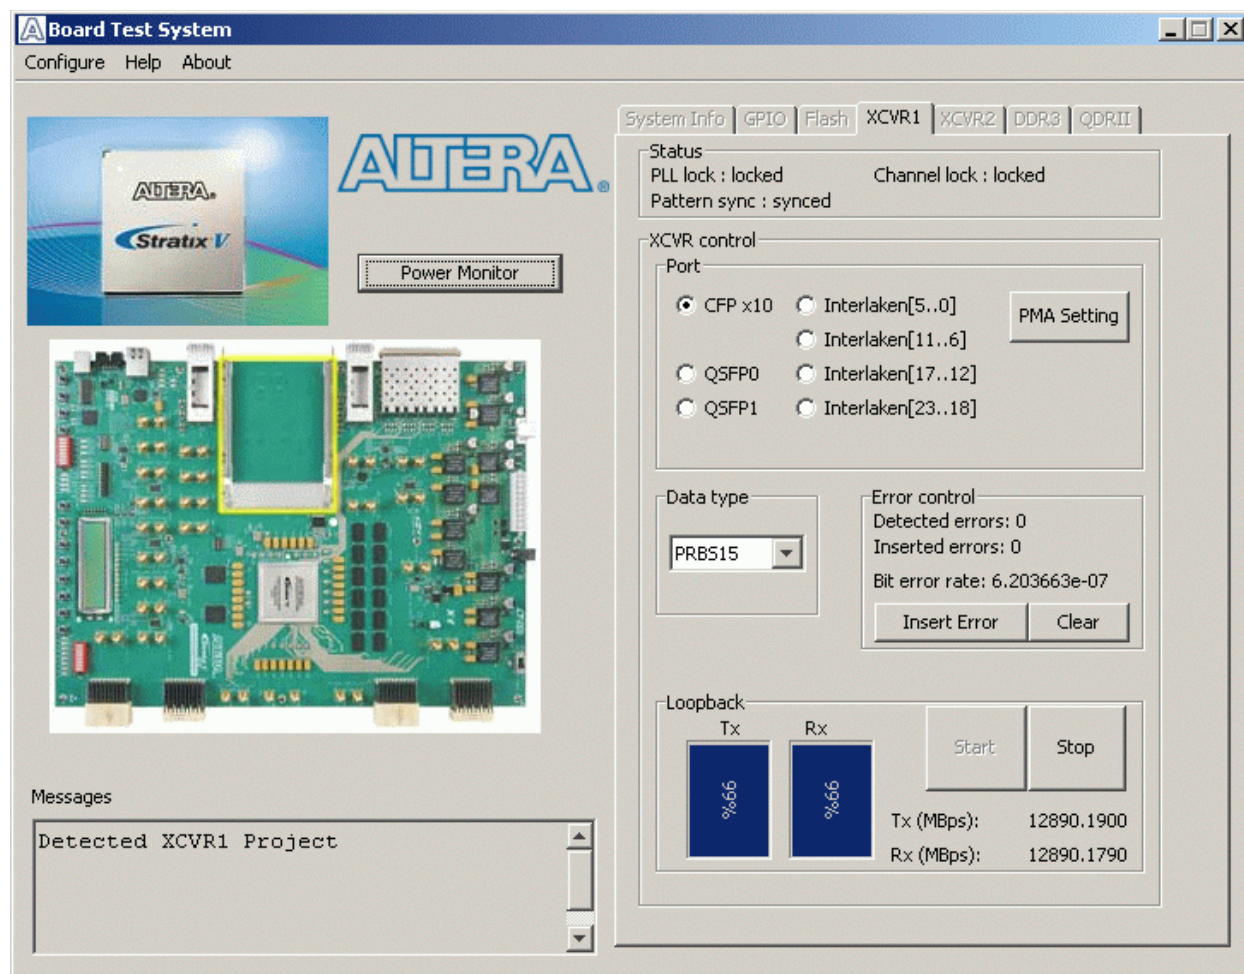 Board Test System
Configure Help About
ALTERA.
Stratix V
ALTERA®
Power Monitor
Messages
Detected XCVR1 Project
System Info GPIO Flash XCVR1 XCVR2 DDR3 QDRII
Status
PLL lock : locked Channel lock : locked
Pattern sync : synced
XCVR control
Port
CFP x10 Interlaken[5..0] PMA Setting
Interlaken[11..6]
QSFP0 Interlaken[17..12]
QSFP1 Interlaken[23..18]
Data type
PRBS15
Error control
Detected errors: 0
Inserted errors: 0
Bit error rate: 6.203663e-07
Insert Error Clear
Loopback
Tx Rx
99% 99%
Start Stop
Tx (MBps): 12890.1900
Rx (MBps): 12890.1790